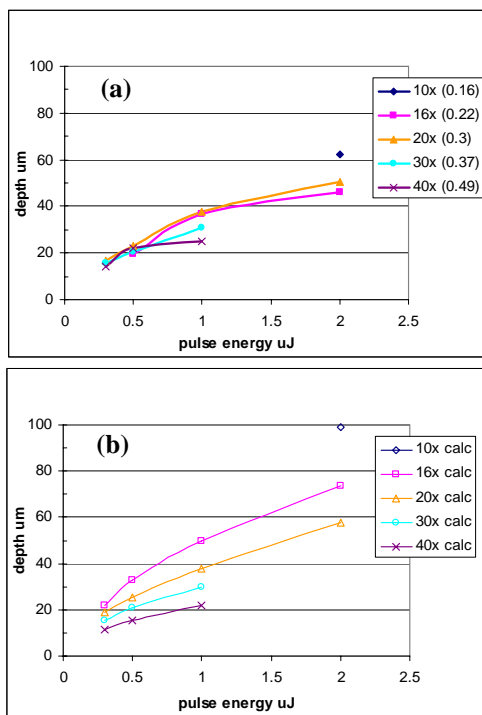 (a)
depth um
100
80
60
40
20
0
0 0.5 1 1.5 2 2.5
pulse energy uJ
10x (0.16)
16x (0.22)
20x (0.3)
30x (0.37)
40x (0.49)
(b)
depth um
100
80
60
40
20
0
0 0.5 1 1.5 2 2.5
pulse energy uJ
10x calc
16x calc
20x calc
30x calc
40x calc